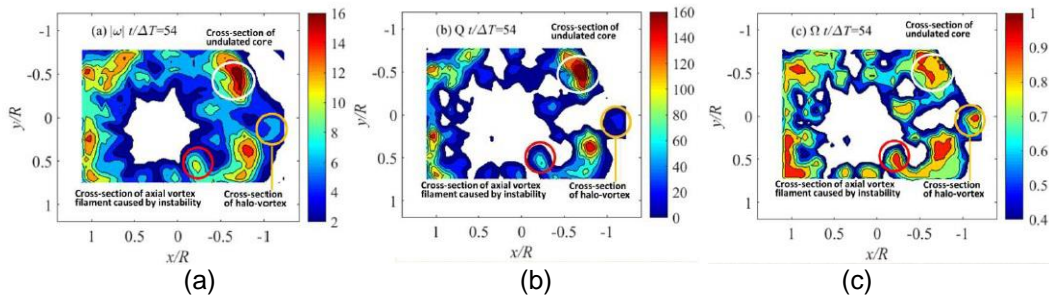 (a) |ω| t/ΔT=54
Cross-section of
undulated core
Cross-section of axial vortex
filament caused by instability
Cross-section
of halo-vortex
-1
-0.5
0
0.5
1
y/R
1 0.5 0 -0.5 -1
x/R
16
14
12
10
8
6
4
2
(a)
(b) Q t/ΔT=54
Cross-section of
undulated core
Cross-section of axial vortex
filament caused by instability
Cross-section
of halo-vortex
-1
-0.5
0
0.5
1
y/R
1 0.5 0 -0.5 -1
x/R
160
140
120
100
80
60
40
20
0
(b)
(c) Ω t/ΔT=54
Cross-section of
undulated core
Cross-section of axial vortex
filament caused by instability
Cross-section
of halo-vortex
-1
-0.5
0
0.5
1
y/R
1 0.5 0 -0.5 -1
x/R
1
0.9
0.8
0.7
0.6
0.5
0.4
(c)